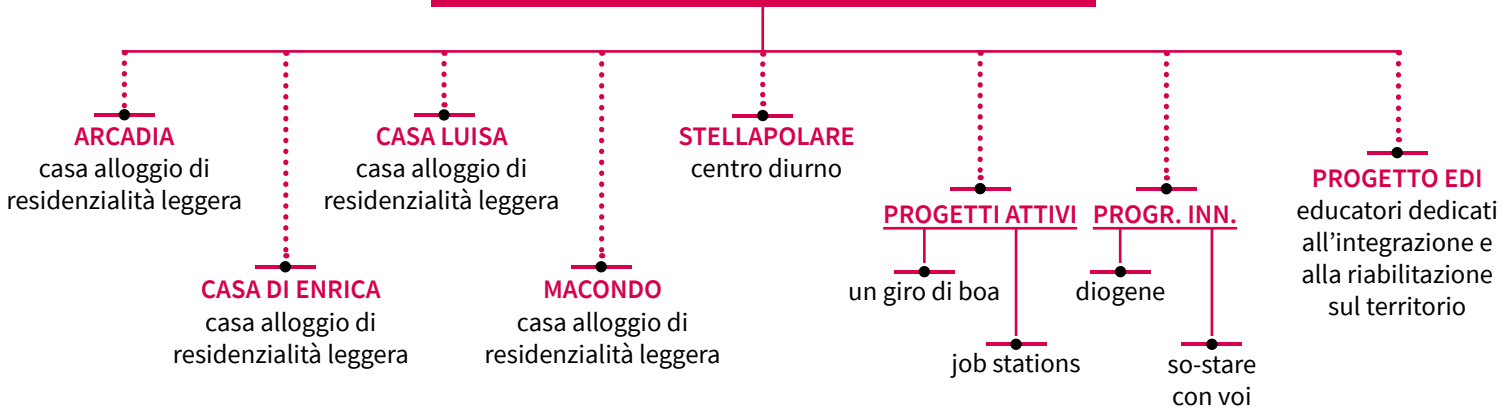 ARCADIA
casa alloggio di
residenzialità leggera
CASA DI ENRICA
casa alloggio di
residenzialità leggera
CASA LUISA
casa alloggio di
residenzialità leggera
MACONDO
casa alloggio di
residenzialità leggera
STELLAPOLARE
centro diurno
PROGETTI ATTIVI
un giro di boa
job stations
PROGR. INN.
diogene
so-stare
con voi
PROGETTO EDI
educatori dedicati
all'integrazione e
alla riabilitazione
sul territorio